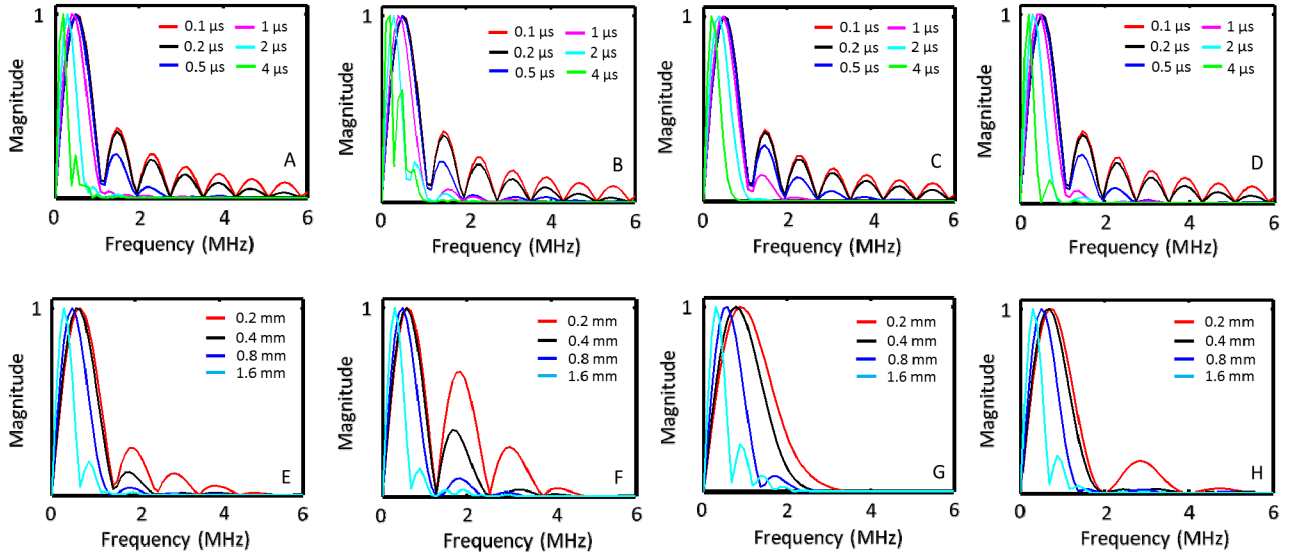 1
0.1 μs
0.2 μs
0.5 μs
1 μs
2 μs
4 μs
A
Magnitude
0 2 4 6
Frequency (MHz)
1
0.1 μs
0.2 μs
0.5 μs
1 μs
2 μs
4 μs
B
Magnitude
0 2 4 6
Frequency (MHz)
1
0.1 μs
0.2 μs
0.5 μs
1 μs
2 μs
4 μs
C
Magnitude
0 2 4 6
Frequency (MHz)
1
0.1 μs
0.2 μs
0.5 μs
1 μs
2 μs
4 μs
D
Magnitude
0 2 4 6
Frequency (MHz)
1
0.2 mm
0.4 mm
0.8 mm
1.6 mm
E
Magnitude
0 2 4 6
Frequency (MHz)
1
0.2 mm
0.4 mm
0.8 mm
1.6 mm
F
Magnitude
0 2 4 6
Frequency (MHz)
1
0.2 mm
0.4 mm
0.8 mm
1.6 mm
G
Magnitude
0 2 4 6
Frequency (MHz)
1
0.2 mm
0.4 mm
0.8 mm
1.6 mm
H
Magnitude
0 2 4 6
Frequency (MHz)